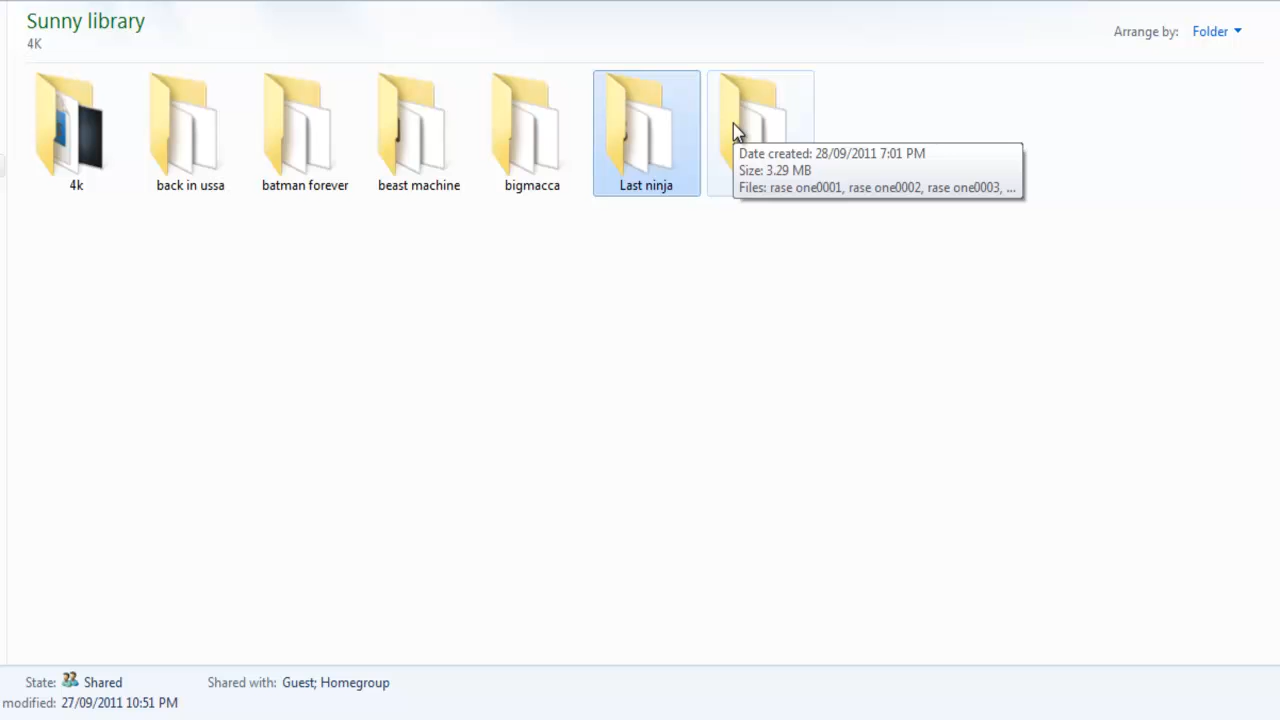 Sunny library
4K
Arrange by: Folder
4k
back in ussa
batman forever
beast machine
bigmacca
Last ninja
Date created: 28/09/2011 7:01 PM
Size: 3.29 MB
Files: rase one0001, rase one0002, rase one0003, ...
State: Shared
Shared with: Guest; Homegroup
modified: 27/09/2011 10:51 PM